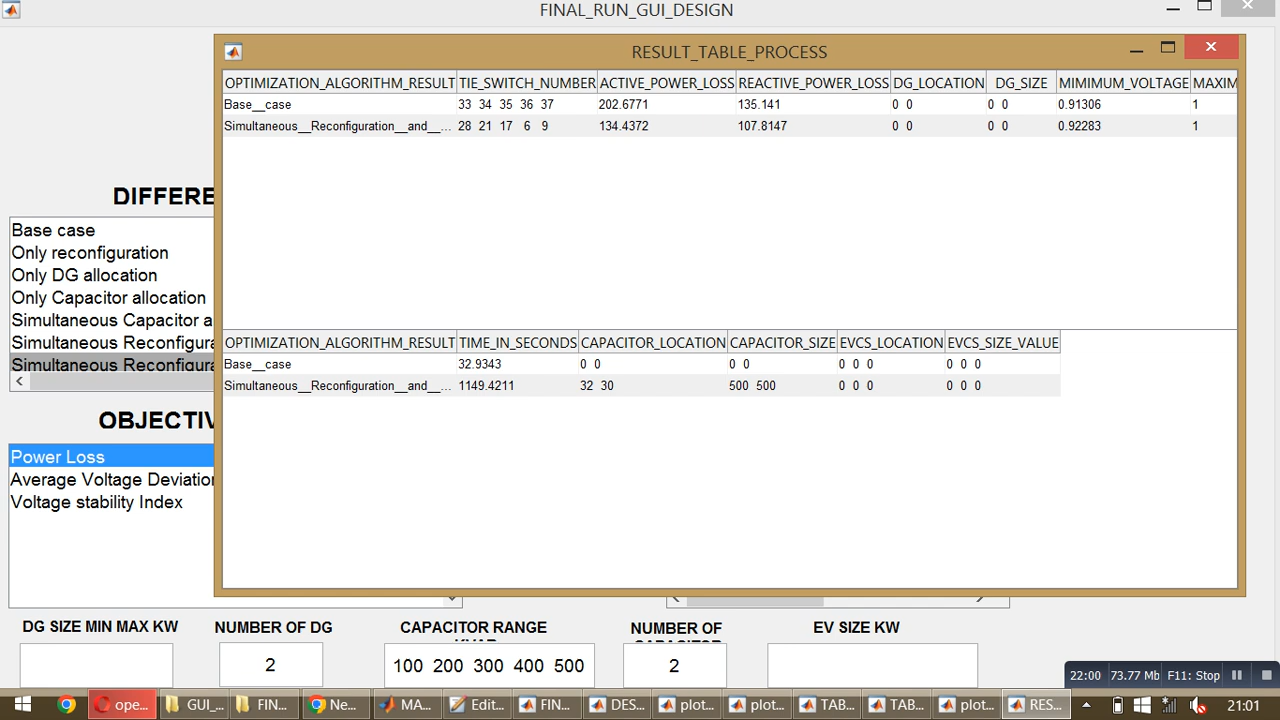 FINAL_RUN_GUI_DESIGN
RESULT_TABLE_PROCESS
OPTIMIZATION_ALGORITHM_RESULT TIE_SWITCH_NUMBER ACTIVE_POWER_LOSS REACTIVE_POWER_LOSS DG_LOCATION DG_SIZE MIMIMUM_VOLTAGE MAXIM
Base__case 33 34 35 36 37 202.6771 135.141 0 0 0 0 0.91306 1
Simultaneous__Reconfiguration__and__... 28 21 17 6 9 134.4372 107.8147 0 0 0 0 0.92283 1
DIFFERE
Base case
Only reconfiguration
Only DG allocation
Only Capacitor allocation
Simultaneous Capacitor a
Simultaneous Reconfigura
Simultaneous Reconfigura
OPTIMIZATION_ALGORITHM_RESULT TIME_IN_SECONDS CAPACITOR_LOCATION CAPACITOR_SIZE EVCS_LOCATION EVCS_SIZE_VALUE
Base__case 32.9343 0 0 0 0 0 0 0 0 0 0
Simultaneous__Reconfiguration__and__... 1149.4211 32 30 500 500 0 0 0 0 0 0
OBJECTIV
Power Loss
Average Voltage Deviation
Voltage stability Index
DG SIZE MIN MAX KW NUMBER OF DG CAPACITOR RANGE NUMBER OF EV SIZE KW
2 100 200 300 400 500 2
22:00 73.77 Mb F11: Stop
ope... GUI_... FIN... Ne... MA... Edit... FIN... DES... plot... plot... TAB... TAB... plot... RES... 21:01